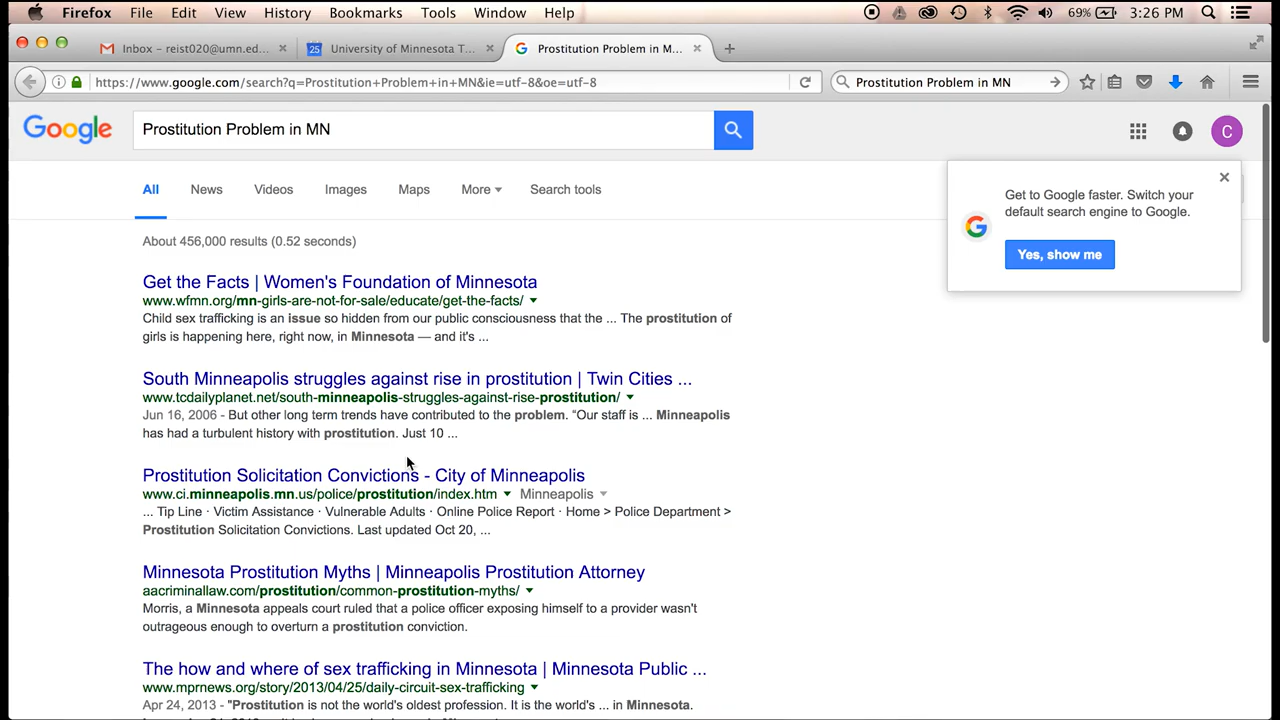 Firefox File Edit View History Bookmarks Tools Window Help 69% 3:26 PM
Inbox – reist020@umn.ed... 25 University of Minnesota T... G Prostitution Problem in M...
https://www.google.com/search?q=Prostitution+Problem+in+MN&ie=utf-8&oe=utf-8 Prostitution Problem in MN
Google Prostitution Problem in MN C
All News Videos Images Maps More Search tools
Get to Google faster. Switch your
default search engine to Google.
Yes, show me
About 456,000 results (0.52 seconds)
Get the Facts | Women's Foundation of Minnesota
www.wfmn.org/mn-girls-are-not-for-sale/educate/get-the-facts/
Child sex trafficking is an issue so hidden from our public consciousness that the ... The prostitution of
girls is happening here, right now, in Minnesota — and it's ...
South Minneapolis struggles against rise in prostitution | Twin Cities ...
www.tcdailyplanet.net/south-minneapolis-struggles-against-rise-prostitution/
Jun 16, 2006 - But other long term trends have contributed to the problem. "Our staff is ... Minneapolis
has had a turbulent history with prostitution. Just 10 ...
Prostitution Solicitation Convictions - City of Minneapolis
www.ci.minneapolis.mn.us/police/prostitution/index.htm Minneapolis
... Tip Line · Victim Assistance · Vulnerable Adults · Online Police Report · Home > Police Department >
Prostitution Solicitation Convictions. Last updated Oct 20, ...
Minnesota Prostitution Myths | Minneapolis Prostitution Attorney
aacriminallaw.com/prostitution/common-prostitution-myths/
Morris, a Minnesota appeals court ruled that a police officer exposing himself to a provider wasn't
outrageous enough to overturn a prostitution conviction.
The how and where of sex trafficking in Minnesota | Minnesota Public ...
www.mprnews.org/story/2013/04/25/daily-circuit-sex-trafficking
Apr 24, 2013 - "Prostitution is not the world's oldest profession. It is the world's ... in Minnesota.